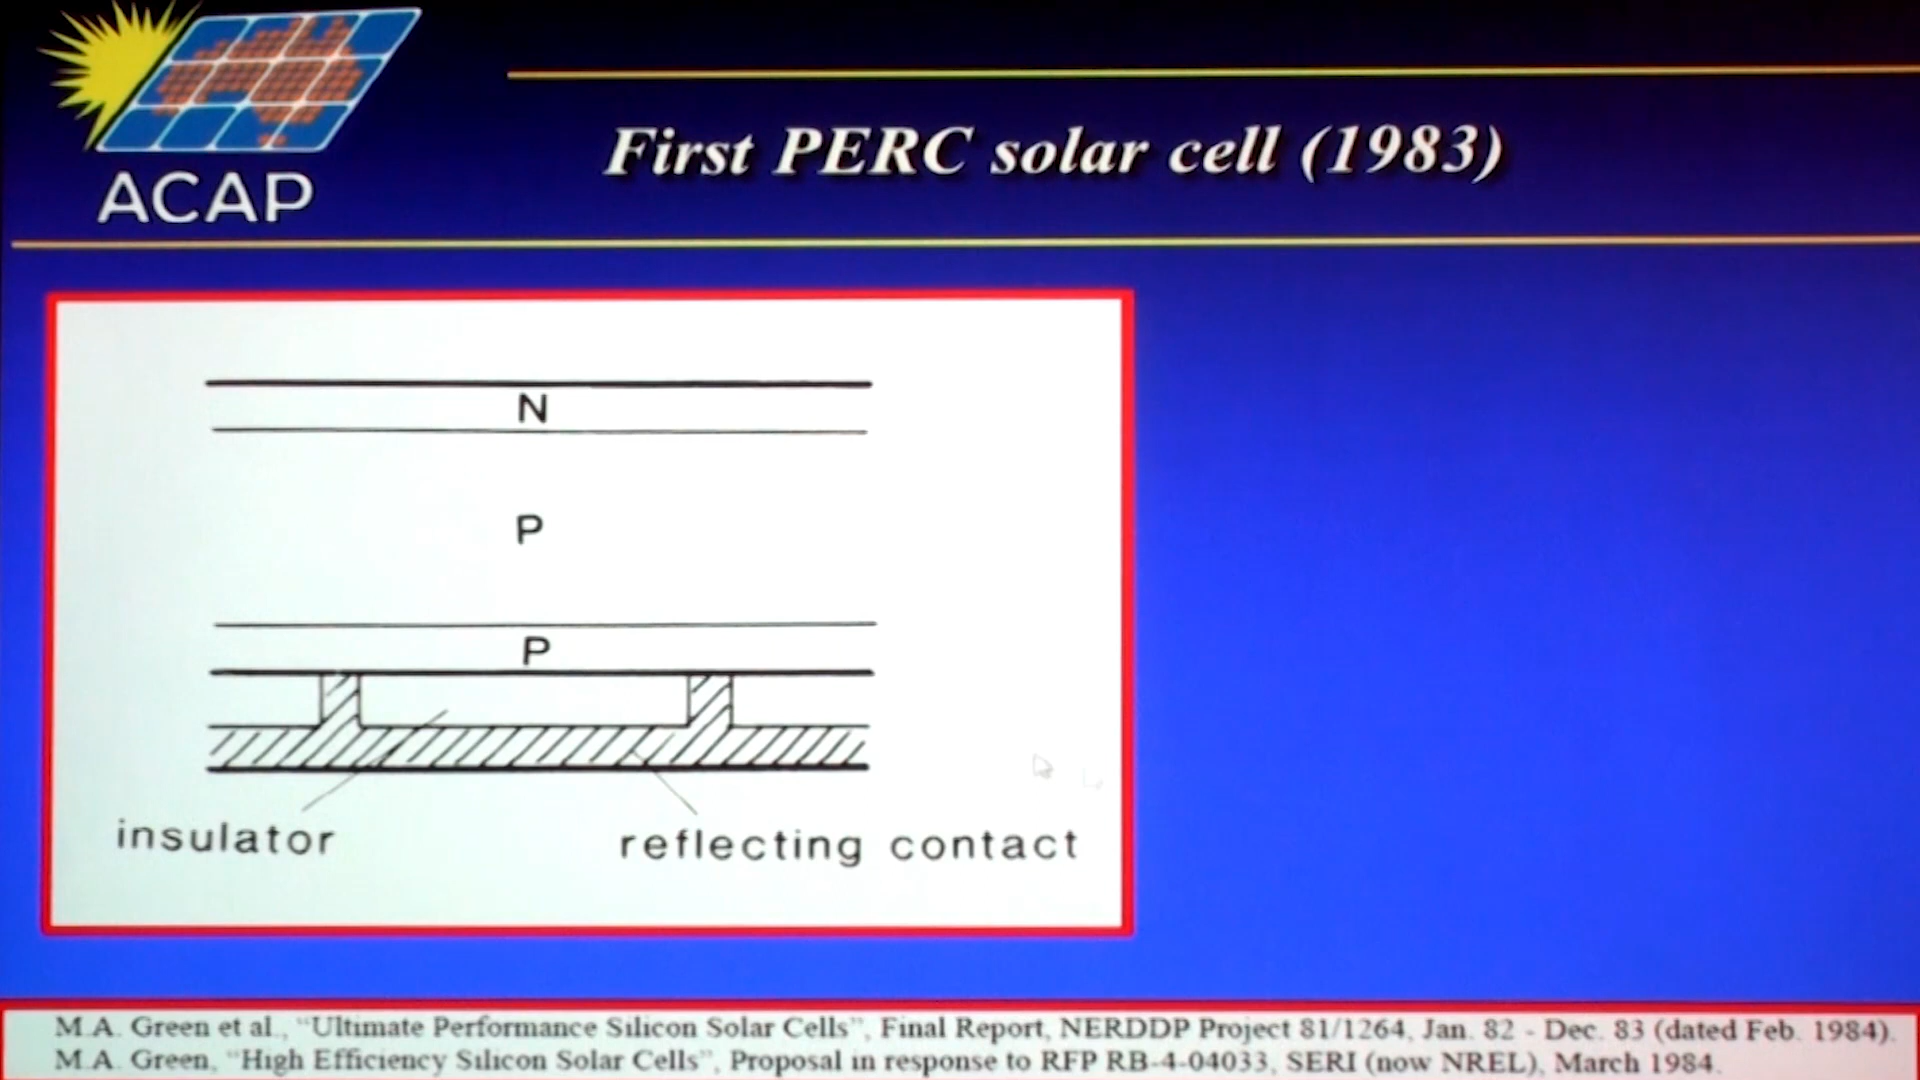 ACAP
First PERC solar cell (1983)
N
P
P
insulator
reflecting contact
M.A. Green et al., “Ultimate Performance Silicon Solar Cells”, Final Report, NERDDP Project 81/1264, Jan. 82 - Dec. 83 (dated Feb. 1984).
M.A. Green, “High Efficiency Silicon Solar Cells”, Proposal in response to RFP RB-4-04033, SERI (now NREL), March 1984.